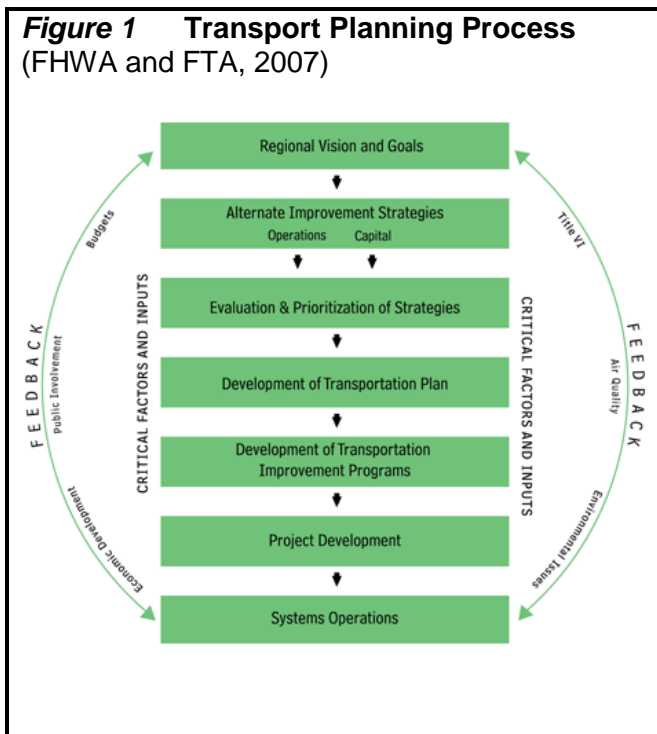 Figure 1 Transport Planning Process
(FHWA and FTA, 2007)
Regional Vision and Goals
Alternate Improvement Strategies
Operations Capital
Evaluation & Prioritization of Strategies
Development of Transportation Plan
Development of Transportation
Improvement Programs
Project Development
Systems Operations
FEEDBACK
Budgets
Public Involvement
Economic Development
CRITICAL FACTORS AND INPUTS
CRITICAL FACTORS AND INPUTS
Title VI
Air Quality
Environmental Issues
FEEDBACK